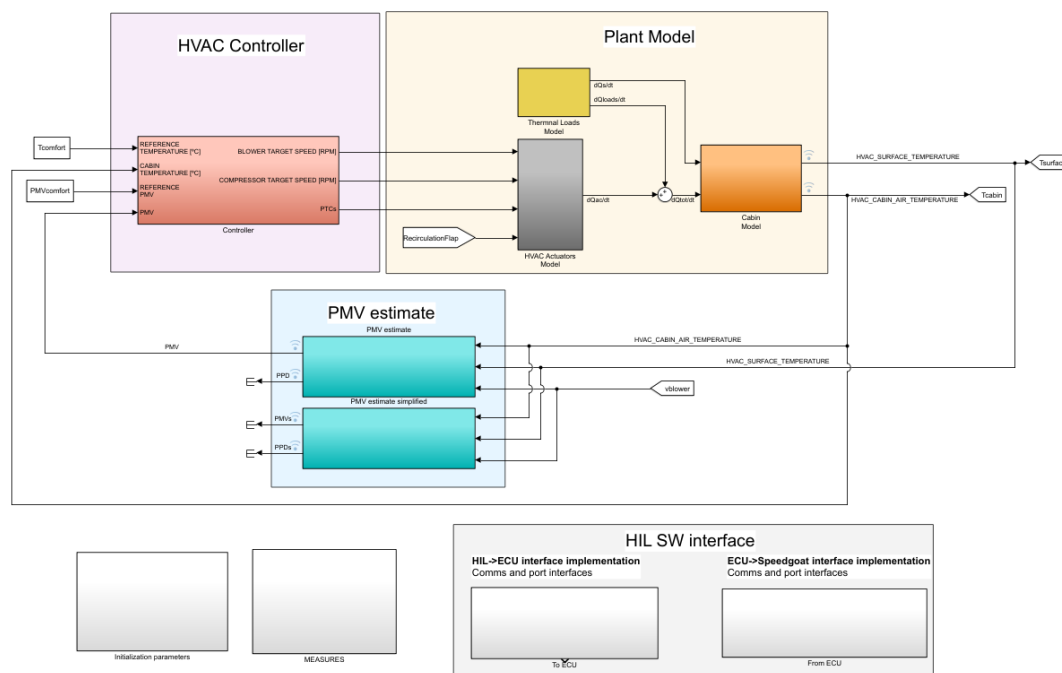 HVAC Controller
Plant Model
dQs/dt
dQloads/dt
Thermnal Loads
Model
Tcomfort
PMVcomfort
REFERENCE
TEMPERATURE [ºC]
CABIN
TEMPERATURE [ºC]
REFERENCE
PMV
PMV
BLOWER TARGET SPEED [RPM]
COMPRESSOR TARGET SPEED [RPM]
PTCs
Controller
RecirculationFlap
HVAC Actuators
Model
dQac/dt
dQtot/dt
Cabin
Model
HVAC_SURFACE_TEMPERATURE
Tsurfac
HVAC_CABIN_AIR_TEMPERATURE
Tcabin
PMV estimate
PMV estimate
PMV
PPD
HVAC_CABIN_AIR_TEMPERATURE
HVAC_SURFACE_TEMPERATURE
vblower
PMV estimate simplified
PMVs
PPDs
HIL SW interface
HIL->ECU interface implementation
Comms and port interfaces
ECU->Speedgoat interface implementation
Comms and port interfaces
Initialization parameters
MEASURES
To ECU
From ECU